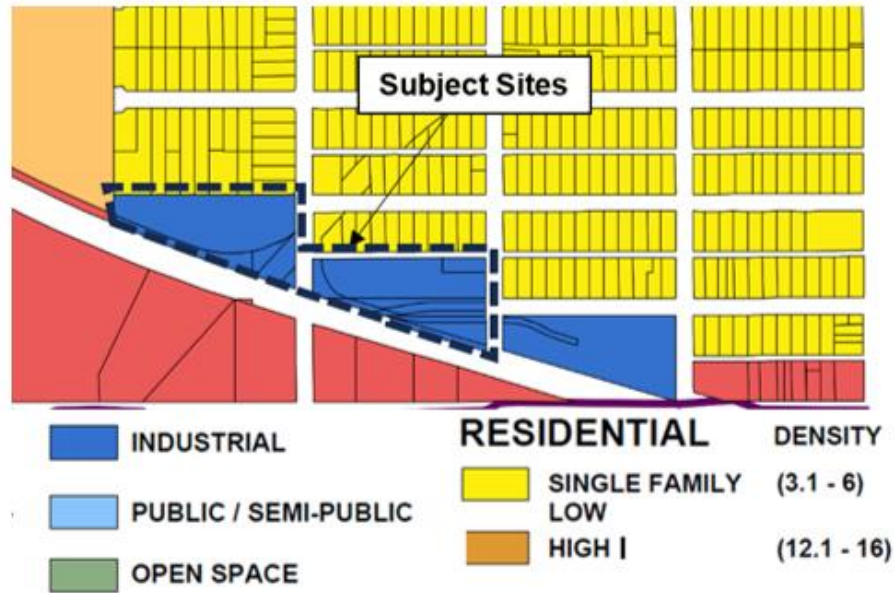 Subject Sites
INDUSTRIAL
PUBLIC / SEMI-PUBLIC
OPEN SPACE
RESIDENTIAL DENSITY
SINGLE FAMILY LOW (3.1 - 6)
HIGH I (12.1 - 16)